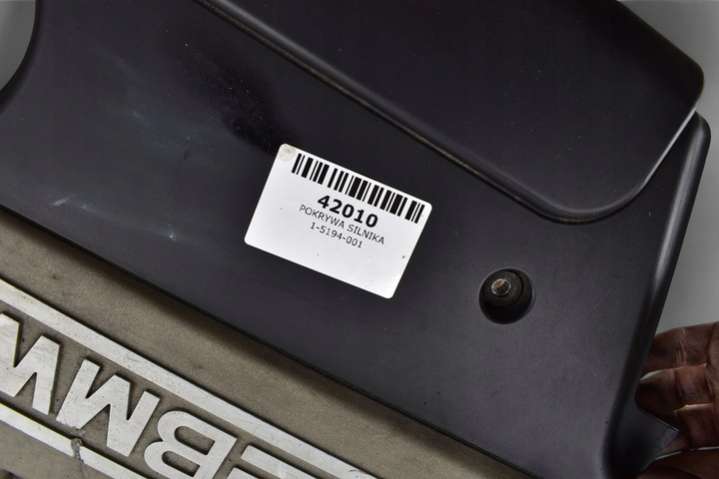 42010
POKRYWA SILNIKA
1-5194-001
BMW